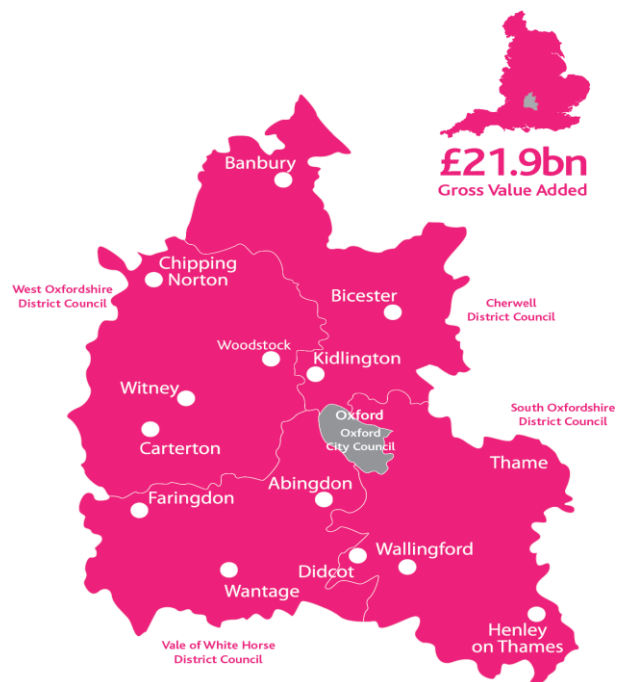 £21.9bn
Gross Value Added
Banbury
Chipping
Norton
West Oxfordshire
District Council
Bicester
Cherwell
District Council
Woodstock
Kidlington
Witney
Oxford
Oxford
City Council
South Oxfordshire
District Council
Carterton
Thame
Abingdon
Faringdon
Wallingford
Didcot
Wantage
Henley
on Thames
Vale of White Horse
District Council